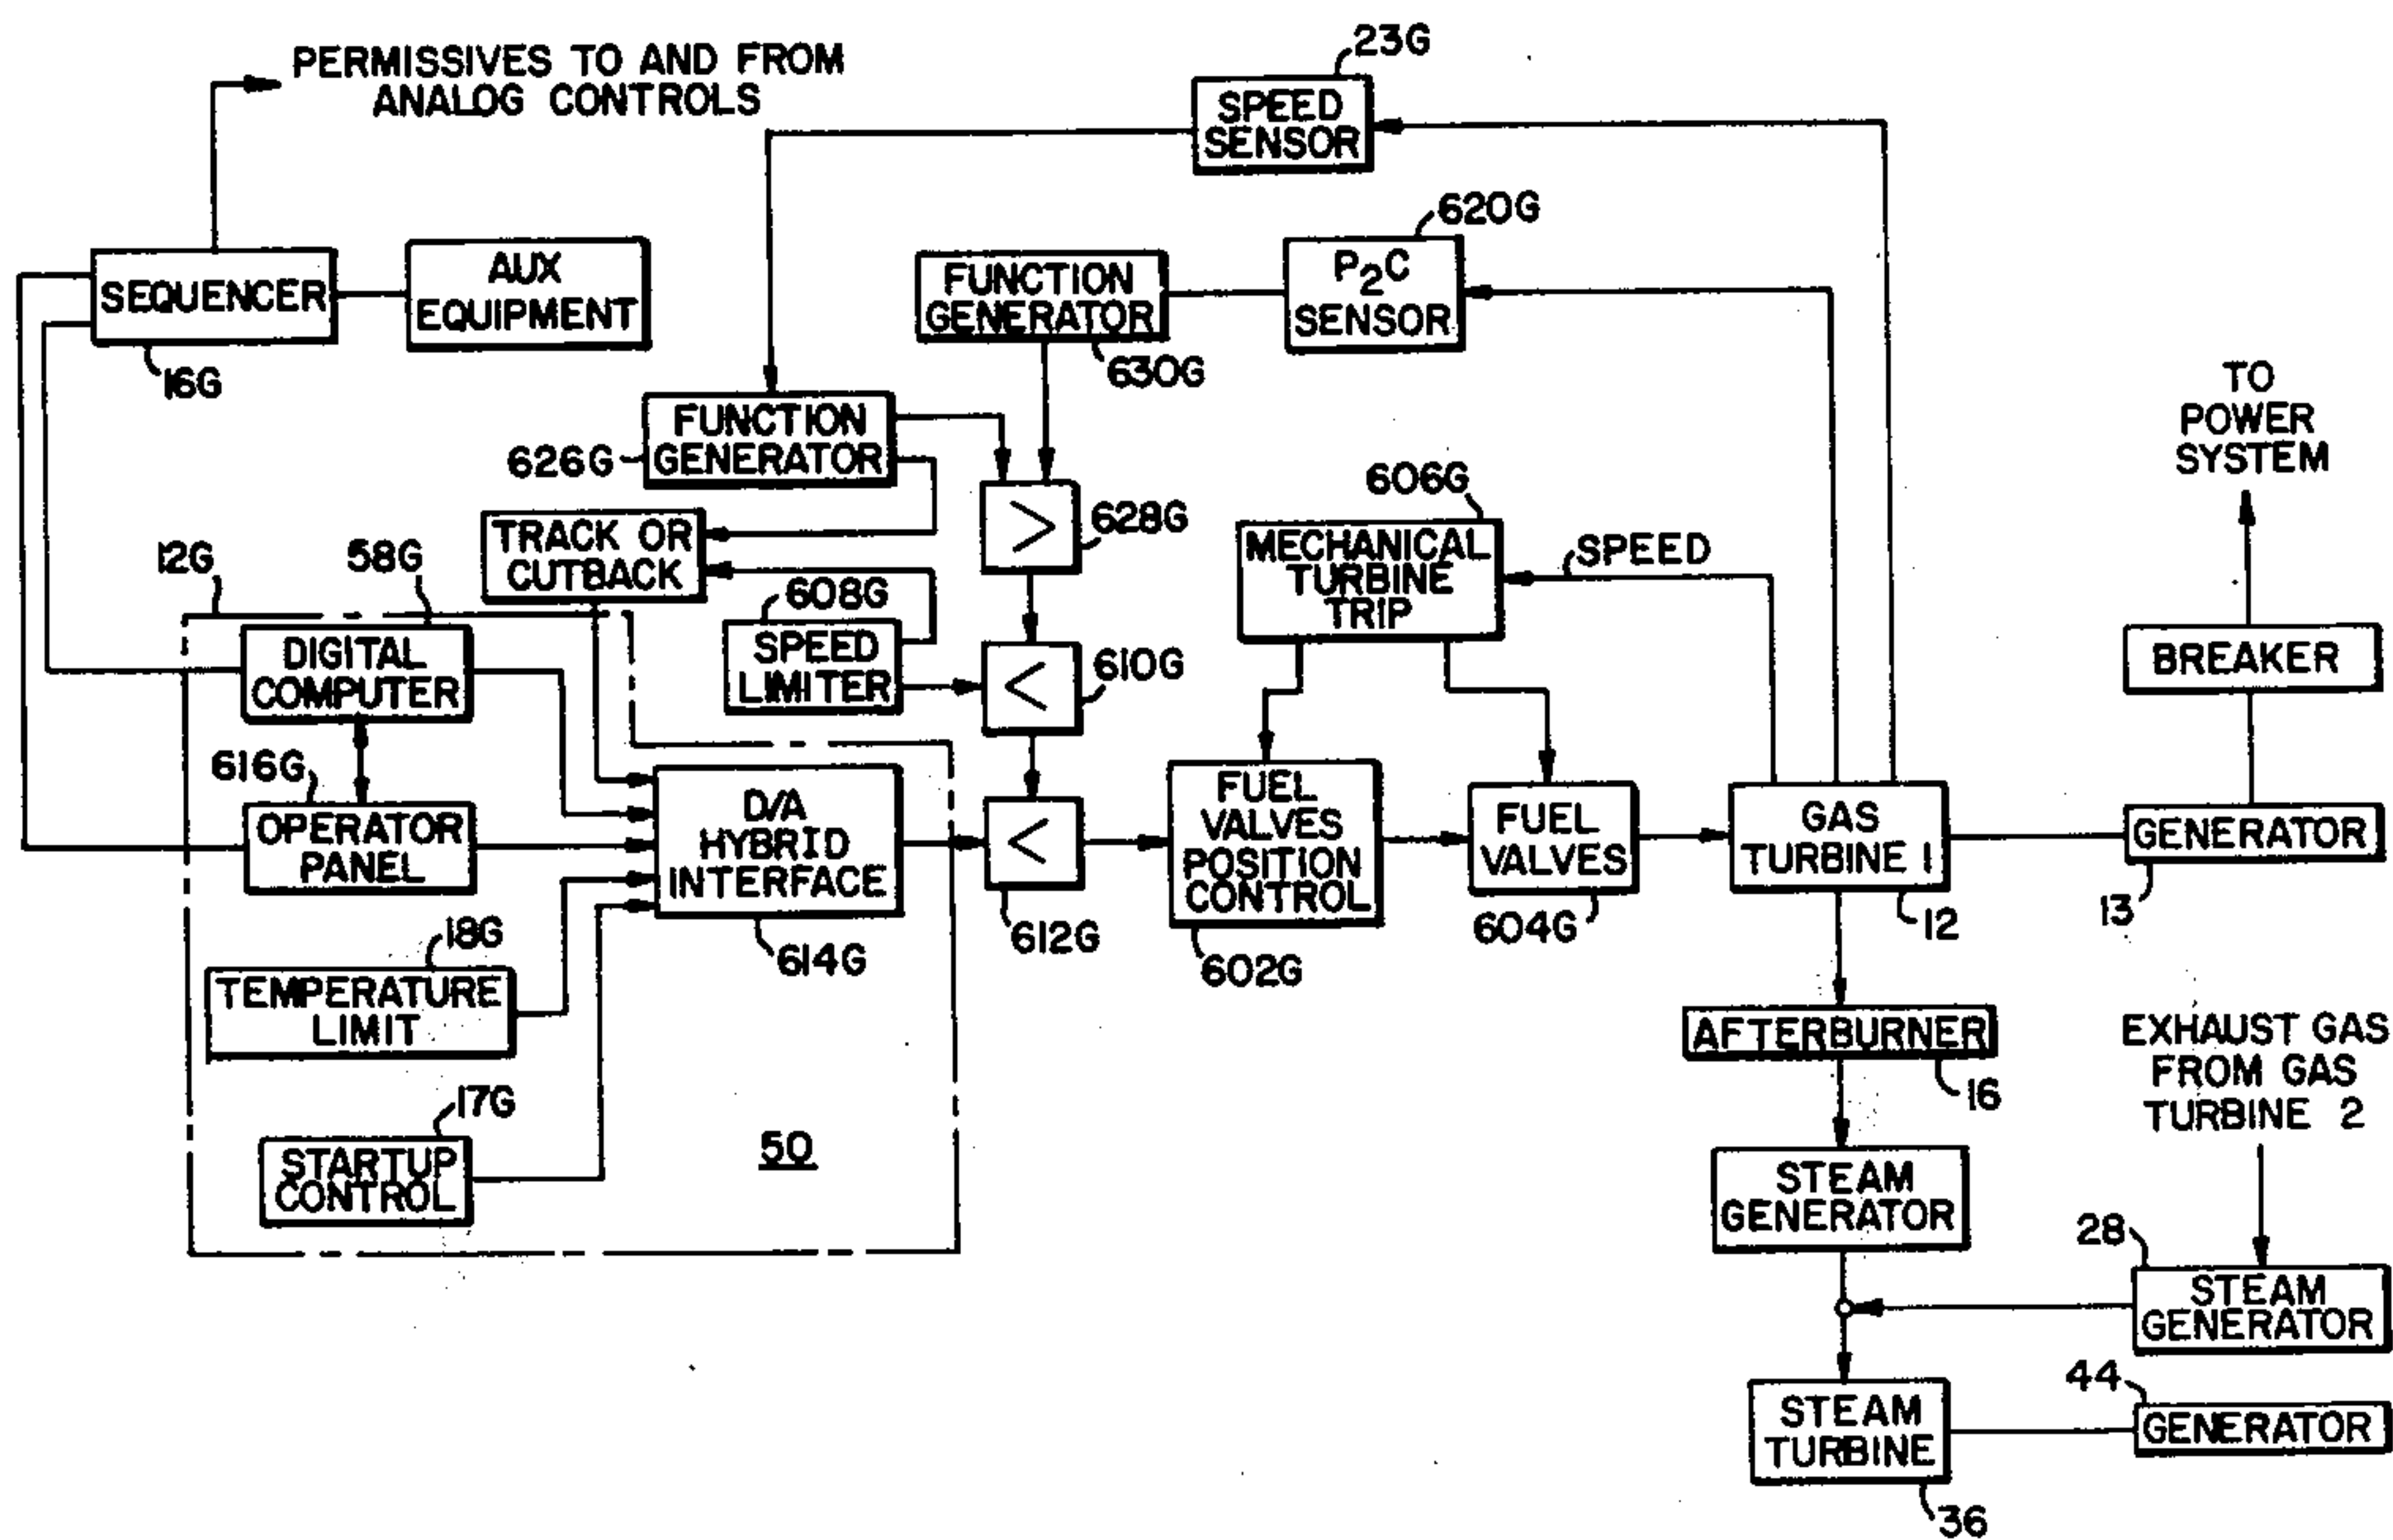 PERMISSIVES TO AND FROM
ANALOG CONTROLS
23G
SPEED
SENSOR
620G
P2C
SENSOR
FUNCTION
GENERATOR
630G
SEQUENCER
16G
AUX
EQUIPMENT
626G
FUNCTION
GENERATOR
>
628G
TRACK OR
CUTBACK
12G
58G
608G
SPEED
LIMITER
<
610G
606G
MECHANICAL
TURBINE
TRIP
SPEED
TO
POWER
SYSTEM
BREAKER
DIGITAL
COMPUTER
616G
OPERATOR
PANEL
D/A
HYBRID
INTERFACE
614G
<
612G
FUEL
VALVES
POSITION
CONTROL
602G
FUEL
VALVES
604G
GAS
TURBINE 1
12
GENERATOR
13
18G
TEMPERATURE
LIMIT
17G
STARTUP
CONTROL
50
AFTERBURNER
16
EXHAUST GAS
FROM GAS
TURBINE 2
STEAM
GENERATOR
28
STEAM
GENERATOR
44
GENERATOR
STEAM
TURBINE
36